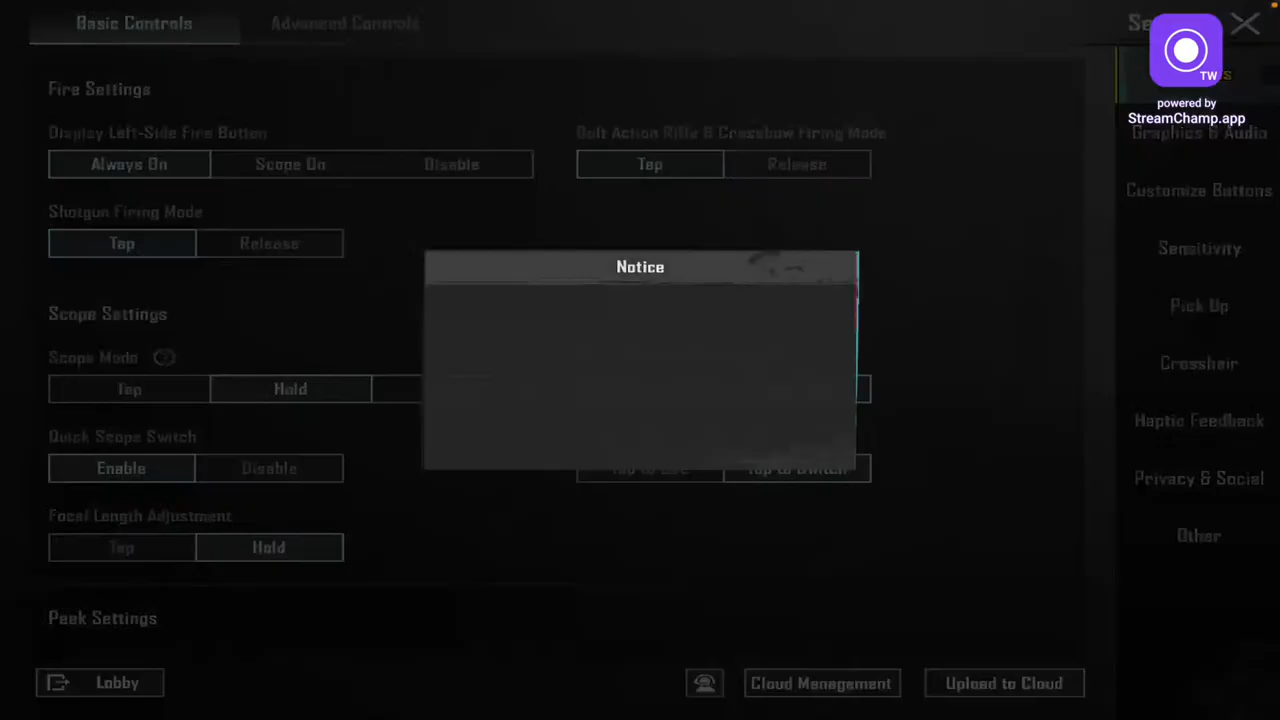 Basic Controls
Advanced Controls
TW
powered by
StreamChamp.app
Fire Settings
Display Left-Side Fire Button
Always On
Scope On
Disable
Bolt Action Rifle & Crossbow Firing Mode
Tap
Release
Shotgun Firing Mode
Tap
Release
Notice
Scope Settings
Scope Mode
Tap
Hold
Quick Scope Switch
Enable
Disable
Tap to Switch
Focal Length Adjustment
Tap
Hold
Peek Settings
Lobby
Cloud Management
Upload to Cloud
Graphics & Audio
Customize Buttons
Sensitivity
Pick Up
Crosshair
Haptic Feedback
Privacy & Social
Other